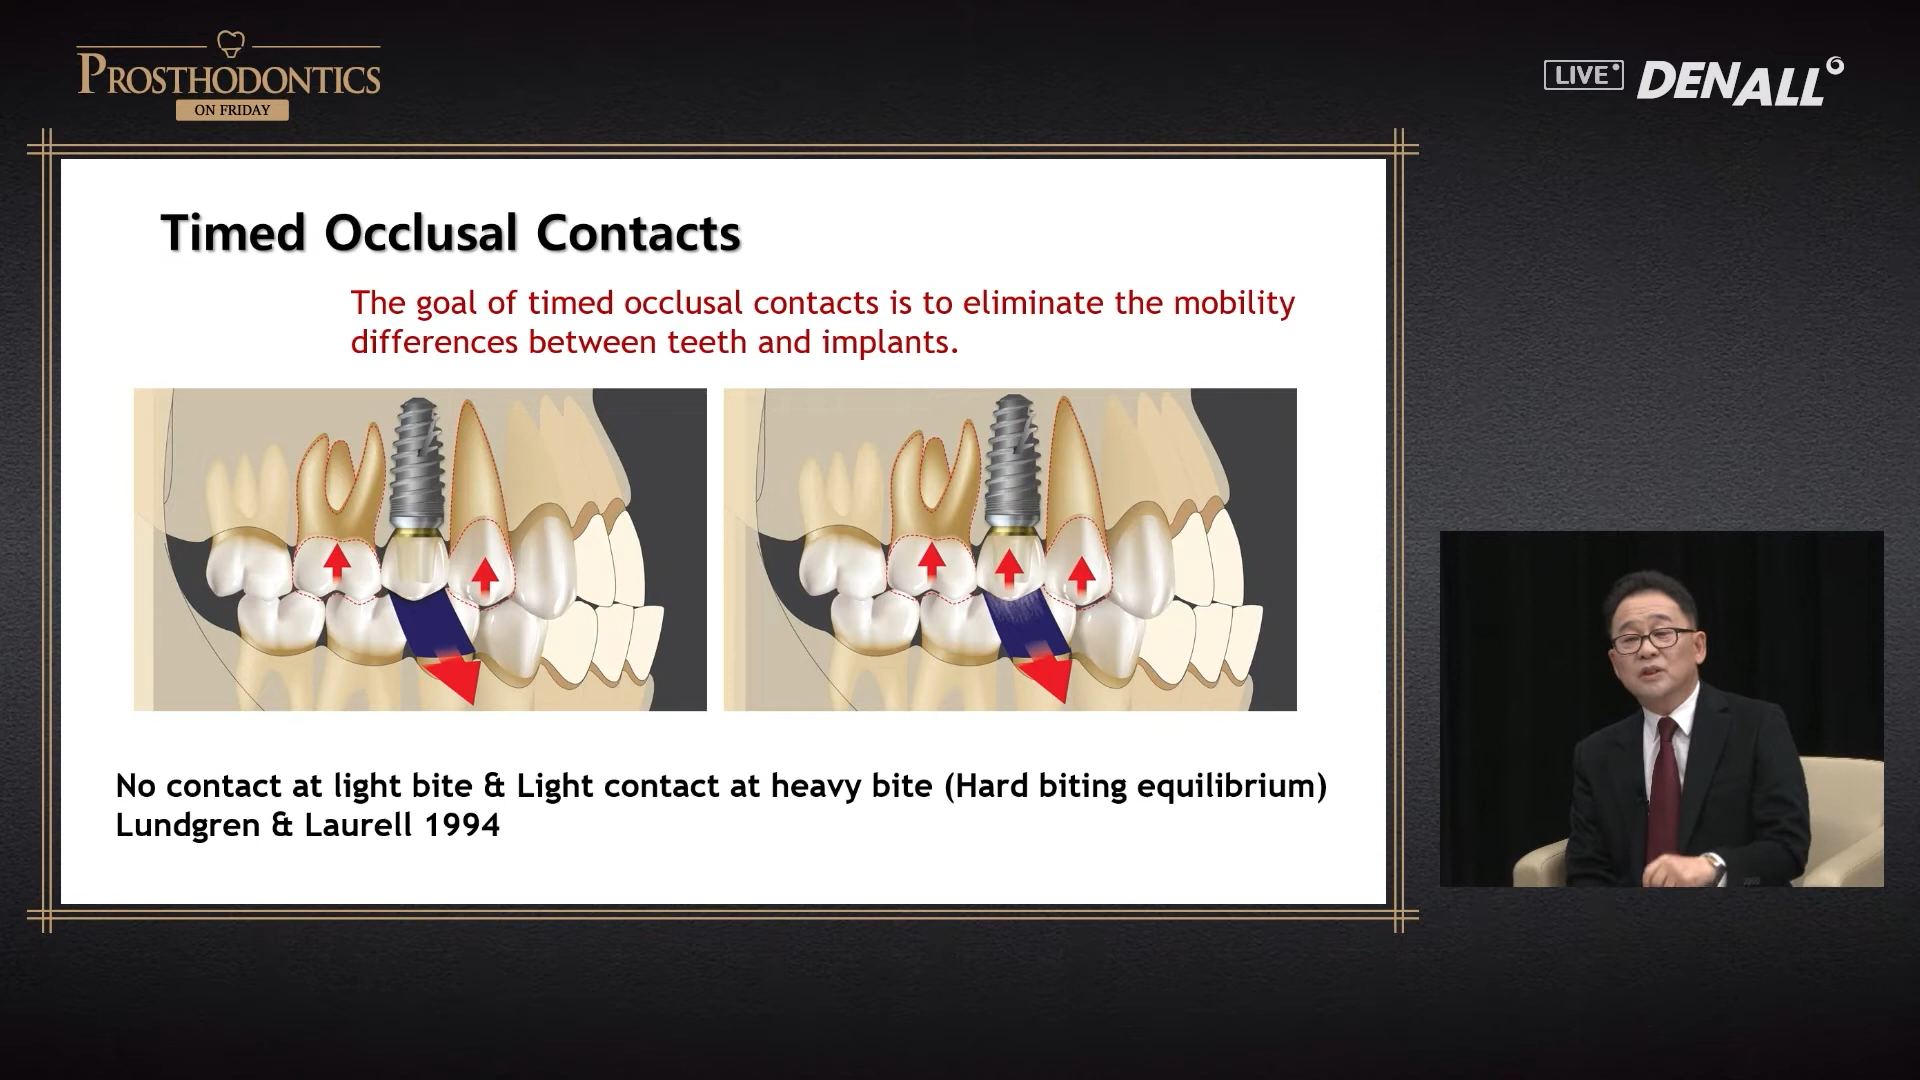 PROSTHODONTICS
ON FRIDAY
LIVE
DENALL
Timed Occlusal Contacts
The goal of timed occlusal contacts is to eliminate the mobility
differences between teeth and implants.
No contact at light bite & Light contact at heavy bite (Hard biting equilibrium)
Lundgren & Laurell 1994